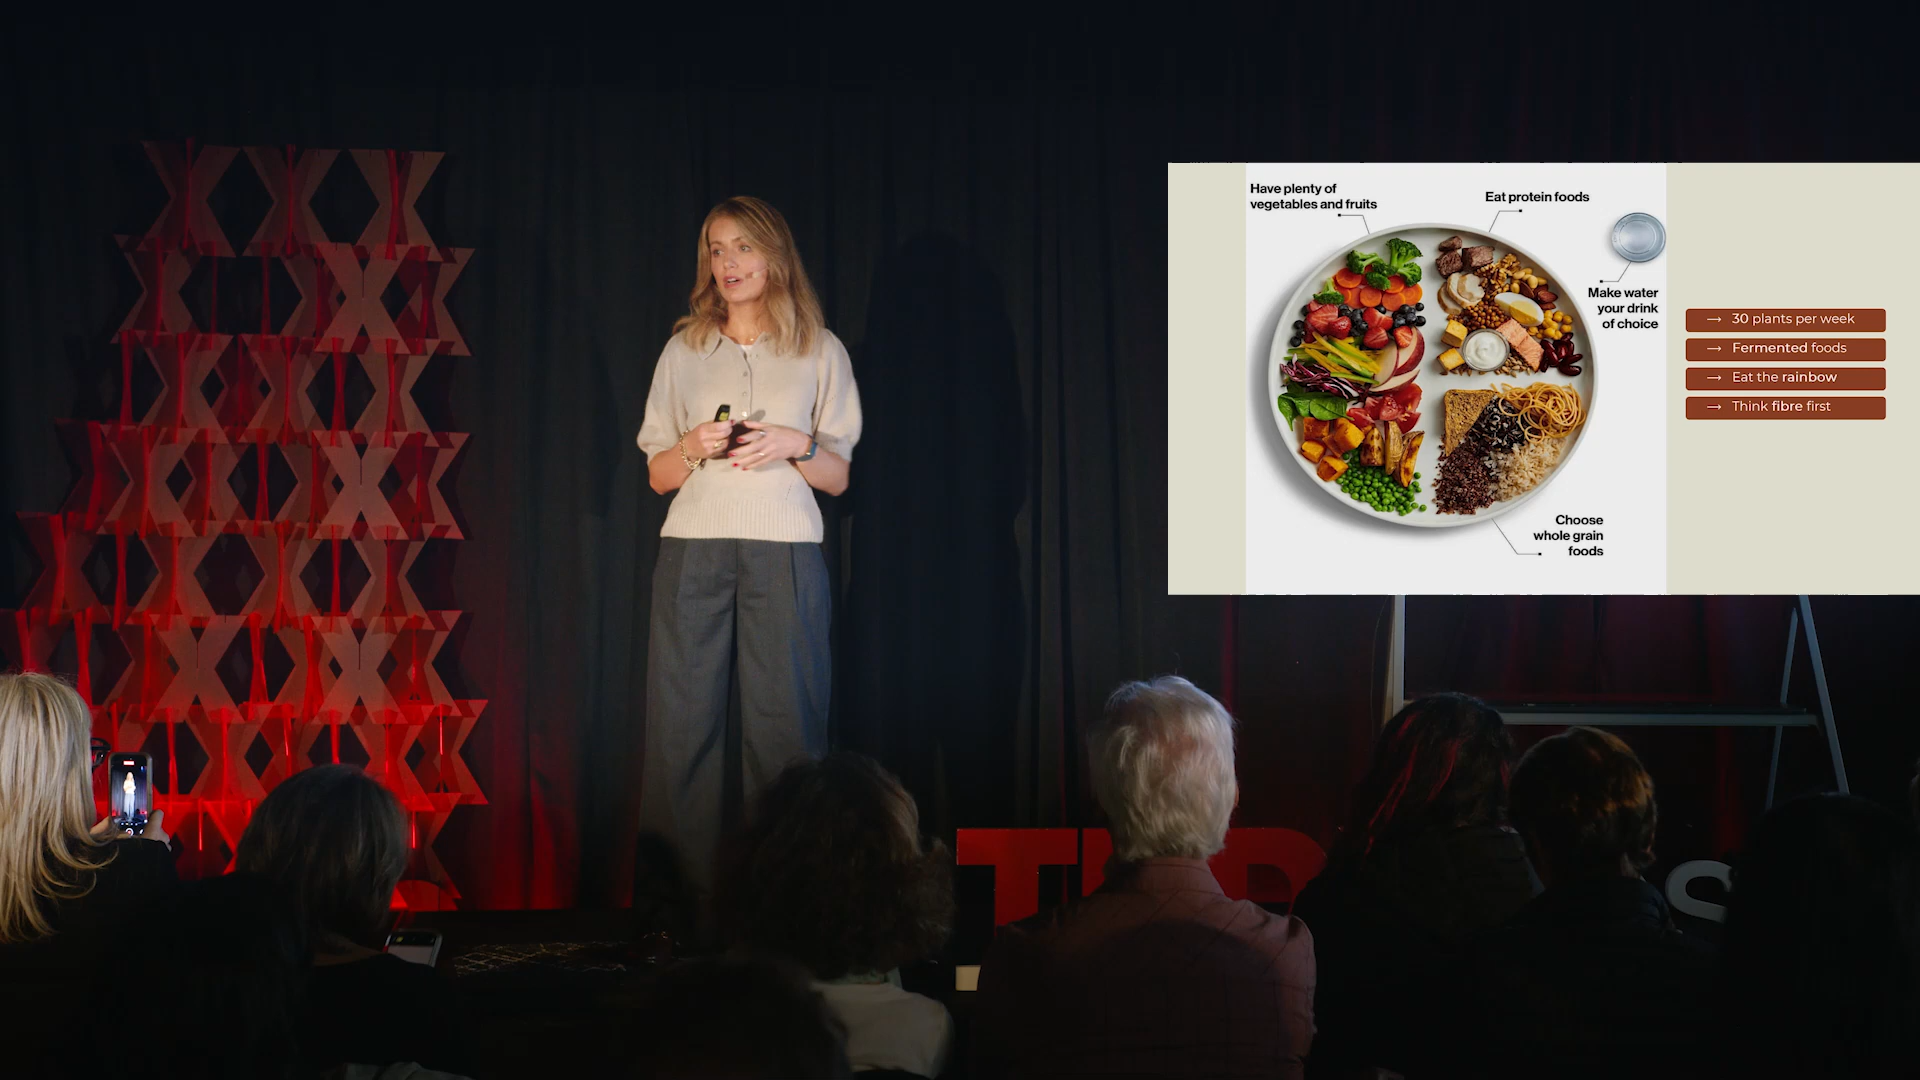 Have plenty of
vegetables and fruits
Eat protein foods
Make water
your drink
of choice
→ 30 plants per week
→ Fermented foods
→ Eat the rainbow
→ Think fibre first
Choose
whole grain
foods